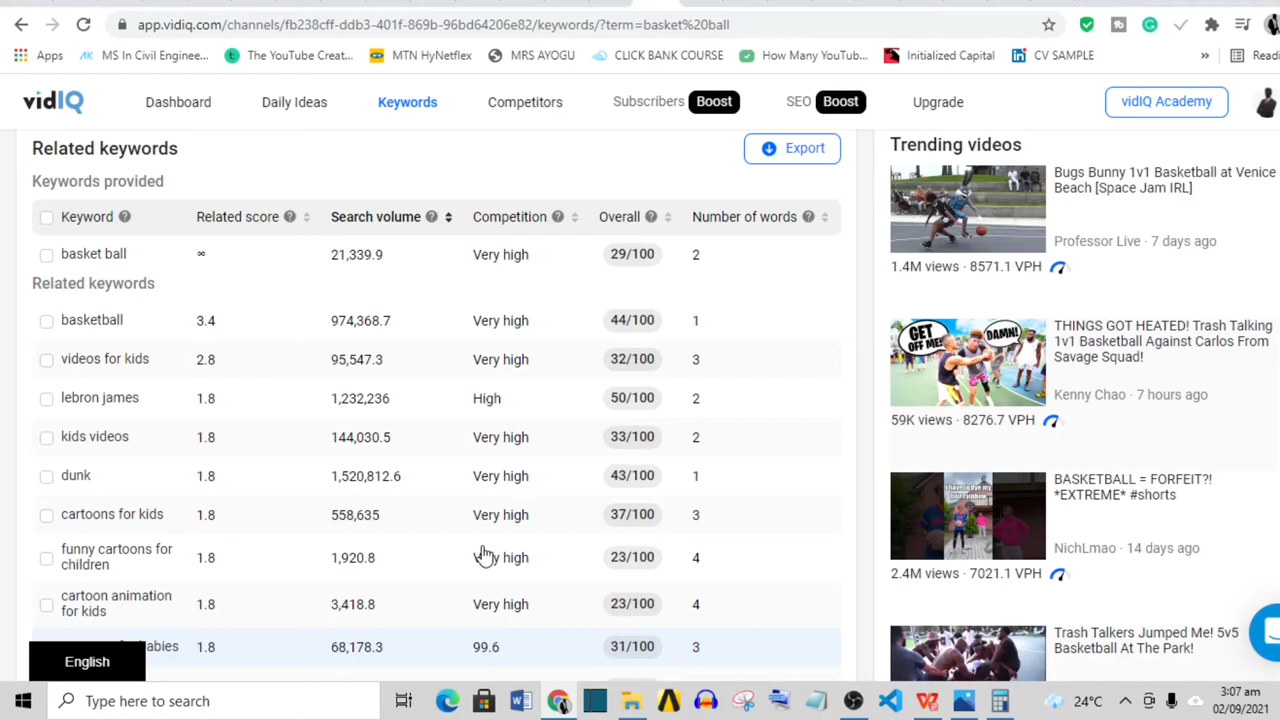 app.vidiq.com/channels/fb238cff-ddb3-401f-869b-96bd64206e82/keywords/?term=basket%20ball
Apps MS In Civil Enginee... The YouTube Creat... MTN HyNetflex MRS AYOGU CLICK BANK COURSE How Many YouTub... Initialized Capital CV SAMPLE » Readi
vidIQ Dashboard Daily Ideas Keywords Competitors Subscribers Boost SEO Boost Upgrade vidIQ Academy
Related keywords Export
Keywords provided
Keyword Related score Search volume Competition Overall Number of words
basket ball ∞ 21,339.9 Very high 29/100 2
Related keywords
basketball 3.4 974,368.7 Very high 44/100 1
videos for kids 2.8 95,547.3 Very high 32/100 3
lebron james 1.8 1,232,236 High 50/100 2
kids videos 1.8 144,030.5 Very high 33/100 2
dunk 1.8 1,520,812.6 Very high 43/100 1
cartoons for kids 1.8 558,635 Very high 37/100 3
funny cartoons for
children 1.8 1,920.8 Very high 23/100 4
cartoon animation
for kids 1.8 3,418.8 Very high 23/100 4
abies 1.8 68,178.3 99.6 31/100 3
English
Trending videos
Bugs Bunny 1v1 Basketball at Venice
Beach [Space Jam IRL]
Professor Live - 7 days ago
1.4M views · 8571.1 VPH
GET
OFF ME!
DAMN!
THINGS GOT HEATED! Trash Talking
1v1 Basketball Against Carlos From
Savage Squad!
Kenny Chao - 7 hours ago
59K views · 8276.7 VPH
BASKETBALL = FORFEIT?!
*EXTREME* #shorts
NichLmao - 14 days ago
2.4M views · 7021.1 VPH
Trash Talkers Jumped Me! 5v5
Basketball At The Park!
Type here to search
24°C
3:07 am
02/09/2021